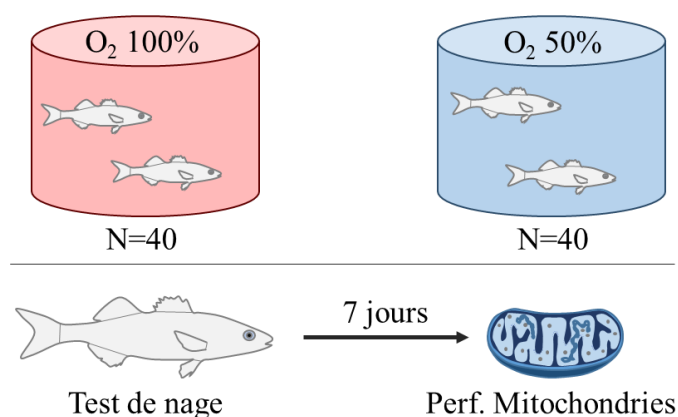 O₂ 100%
O₂ 50%
N=40
N=40
7 jours
Test de nage
Perf. Mitochondries